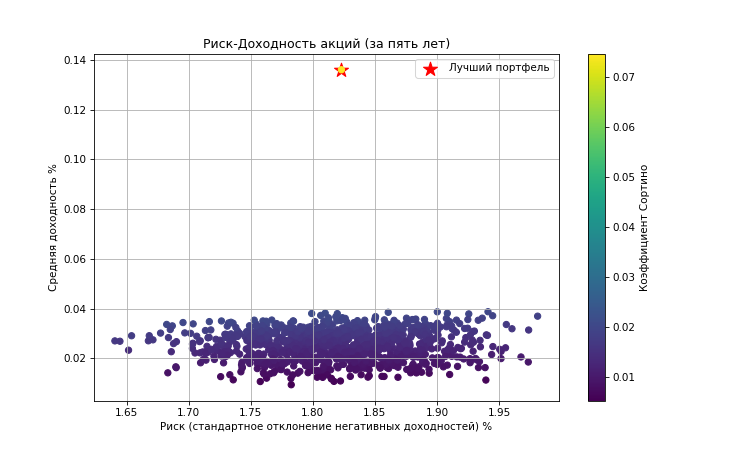 Риск-Доходность акций (за пять лет)
Лучший портфель
0.14
0.12
0.10
0.08
0.06
0.04
0.02
Средняя доходность %
1.65 1.70 1.75 1.80 1.85 1.90 1.95
Риск (стандартное отклонение негативных доходностей) %
0.07
0.06
0.05
0.04
0.03
0.02
0.01
Коэффициент Сортино